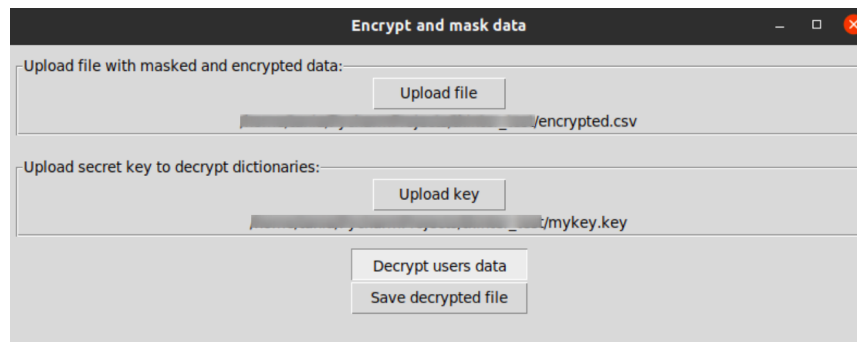 Encrypt and mask data
Upload file with masked and encrypted data:
Upload file
/encrypted.csv
Upload secret key to decrypt dictionaries:
Upload key
/mykey.key
Decrypt users data
Save decrypted file